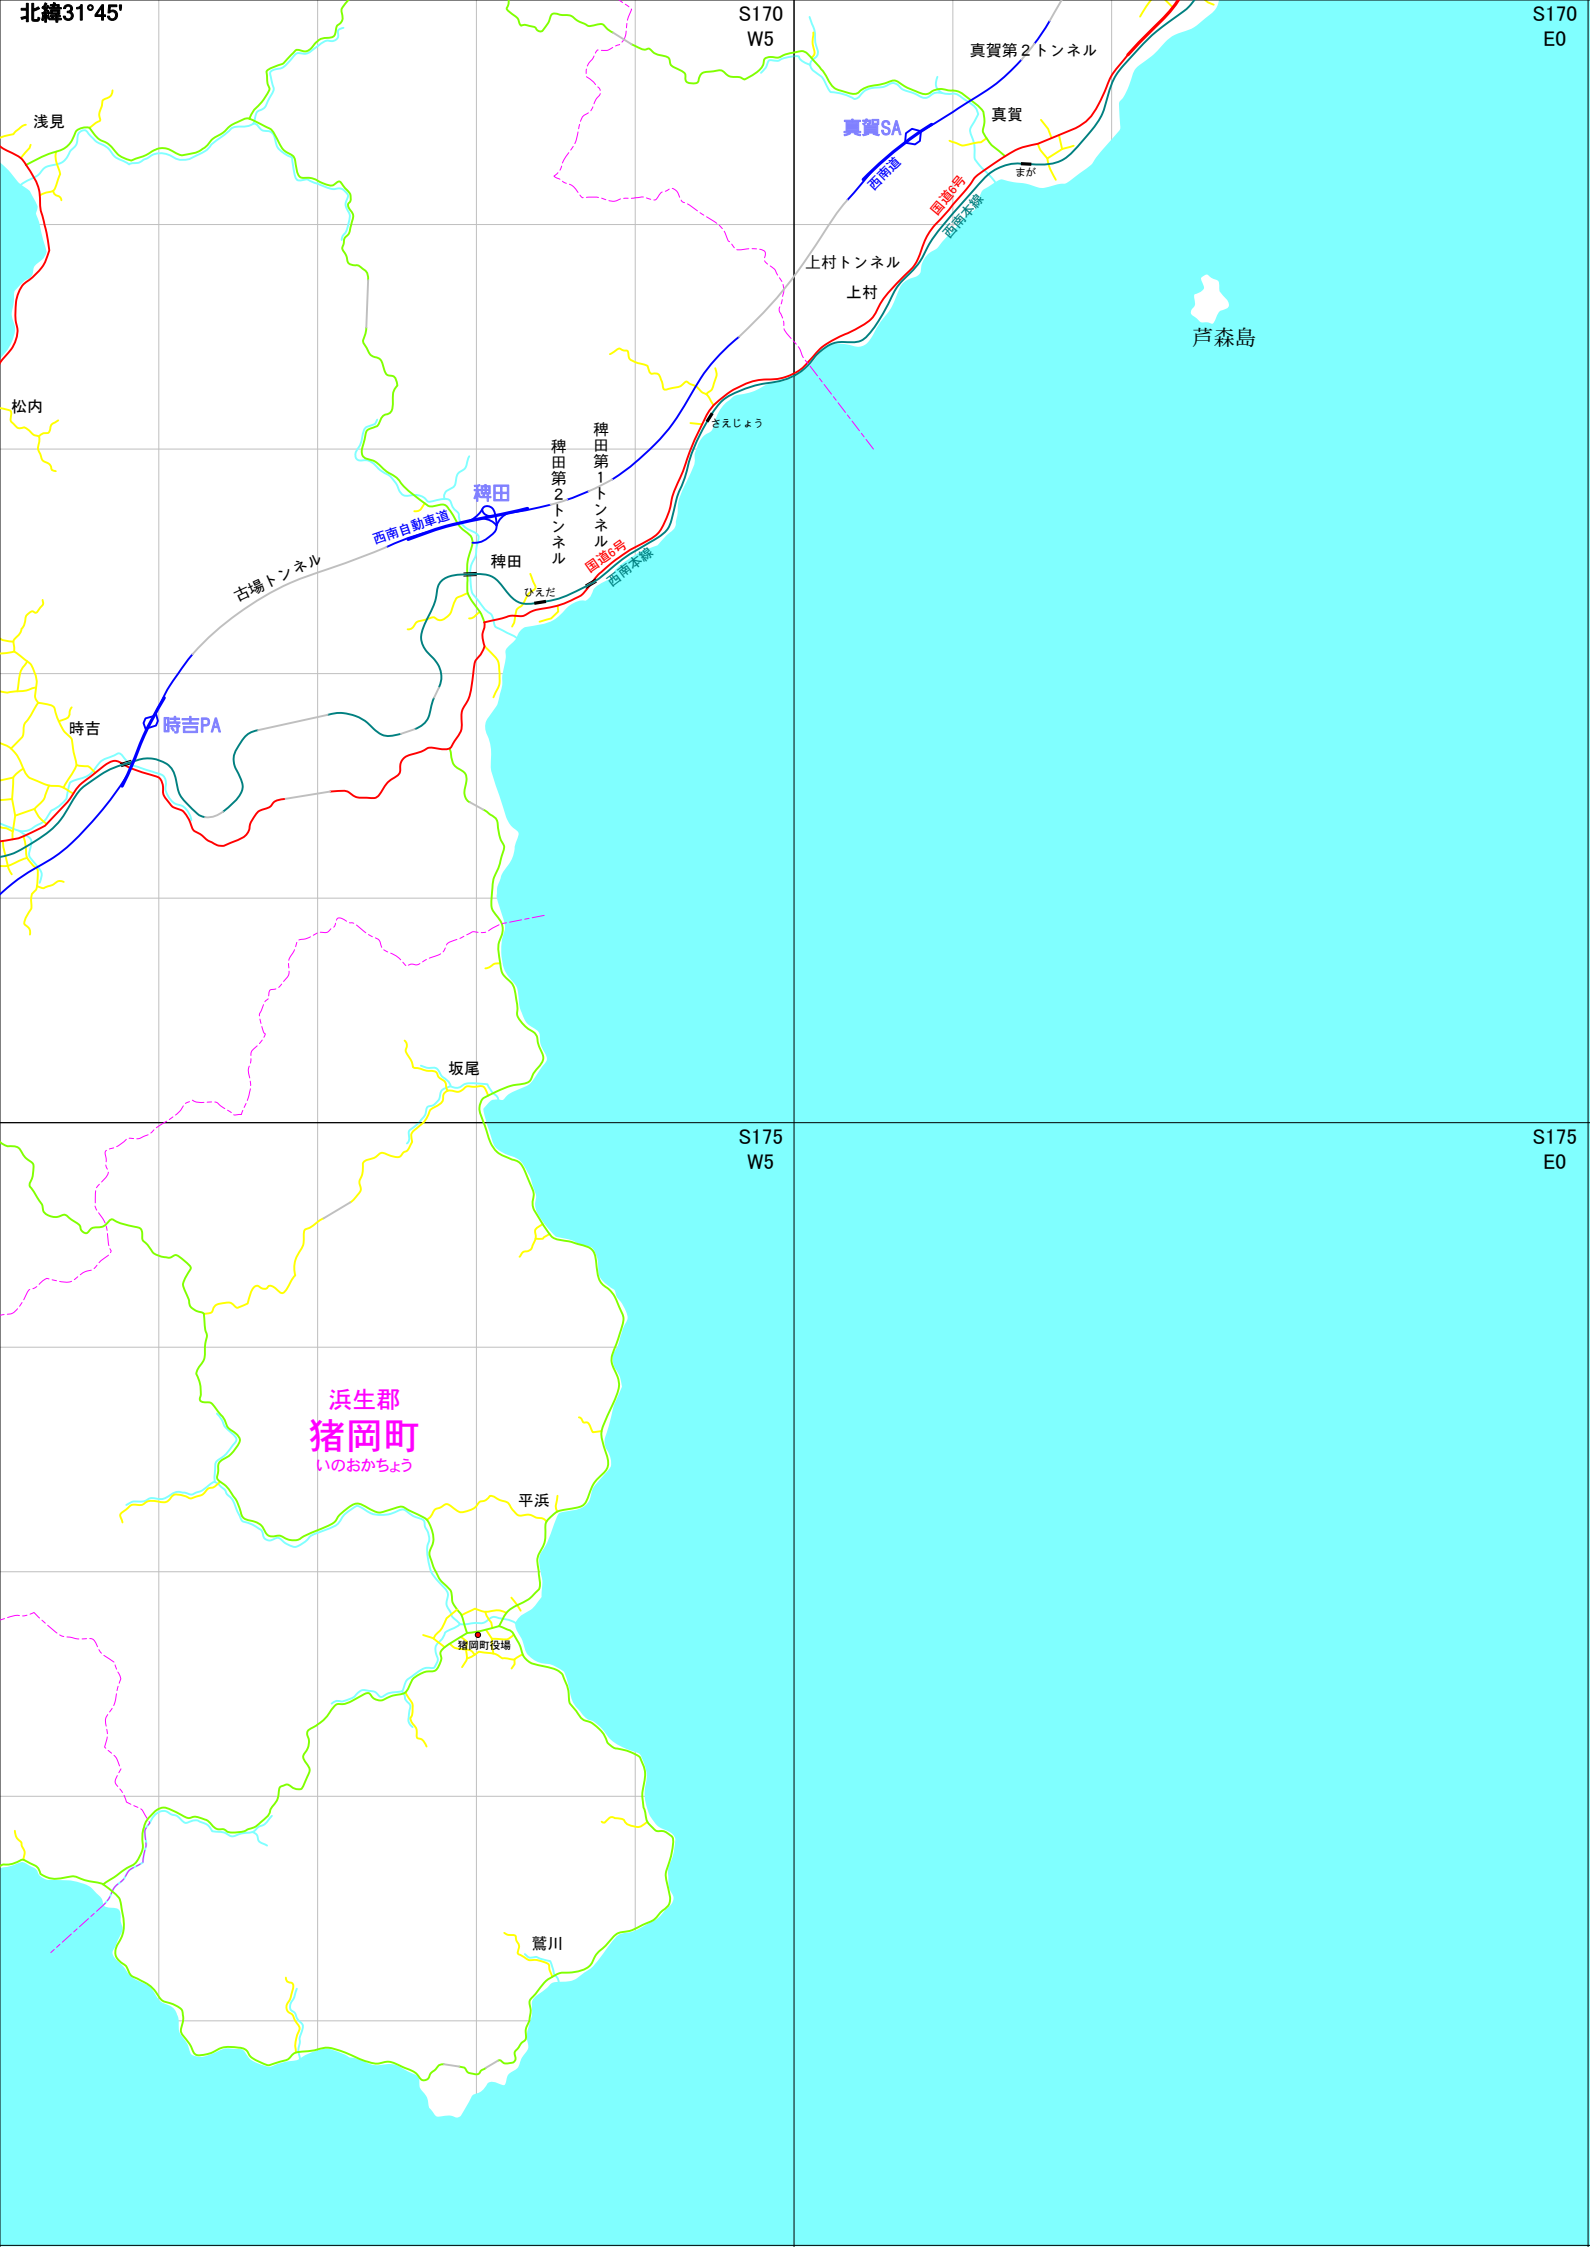 北緯31°45'
S170
W5
S170
E0
真賀第２トンネル
浅見
真賀
真賀SA
西南道
まが
国道6号
西南本線
上村トンネル
上村
芦森島
松内
さえじょう
稗田第１トンネル
稗田第２トンネル
稗田
西南自動車道
国道6号
西南本線
稗田
古場トンネル
ひえだ
時吉
時吉PA
坂尾
S175
W5
S175
E0
浜生郡
猪岡町
いのおかちょう
平浜
猪岡町役場
鷲川